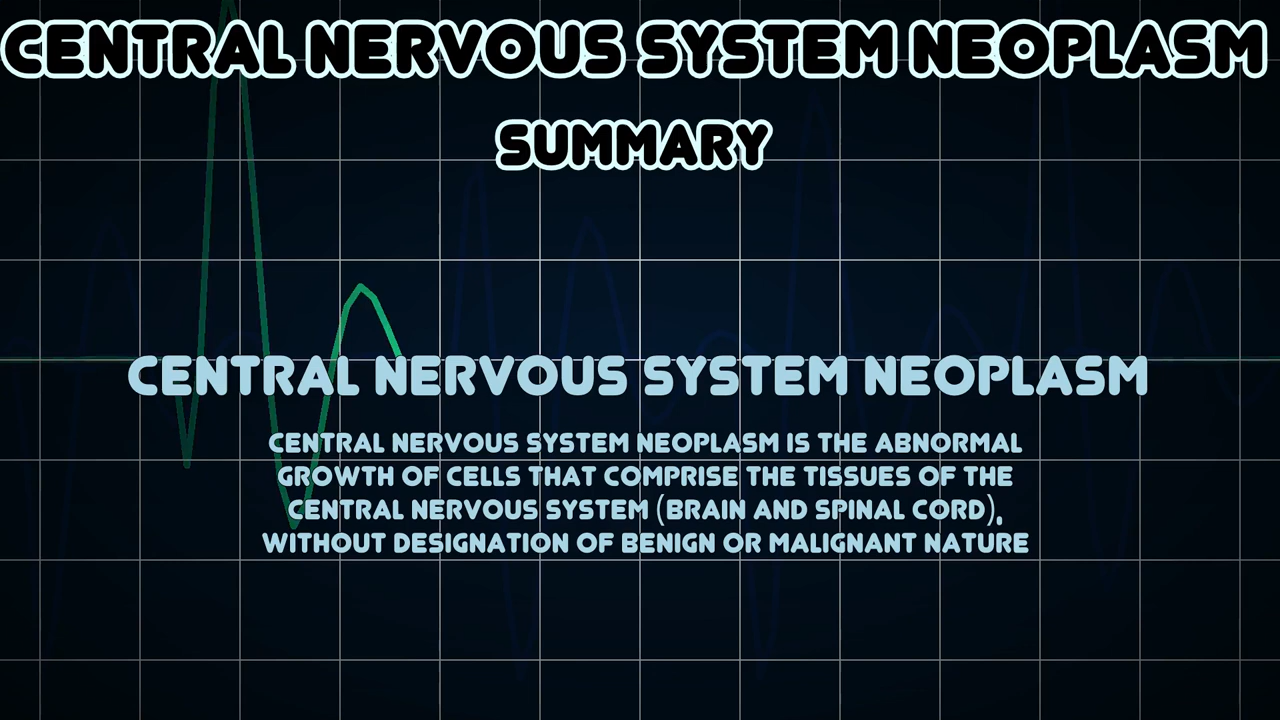 CENTRAL NERVOUS SYSTEM NEOPLASM
SUMMARY
CENTRAL NERVOUS SYSTEM NEOPLASM
CENTRAL NERVOUS SYSTEM NEOPLASM IS THE ABNORMAL
GROWTH OF CELLS THAT COMPRISE THE TISSUES OF THE
CENTRAL NERVOUS SYSTEM (BRAIN AND SPINAL CORD),
WITHOUT DESIGNATION OF BENIGN OR MALIGNANT NATURE